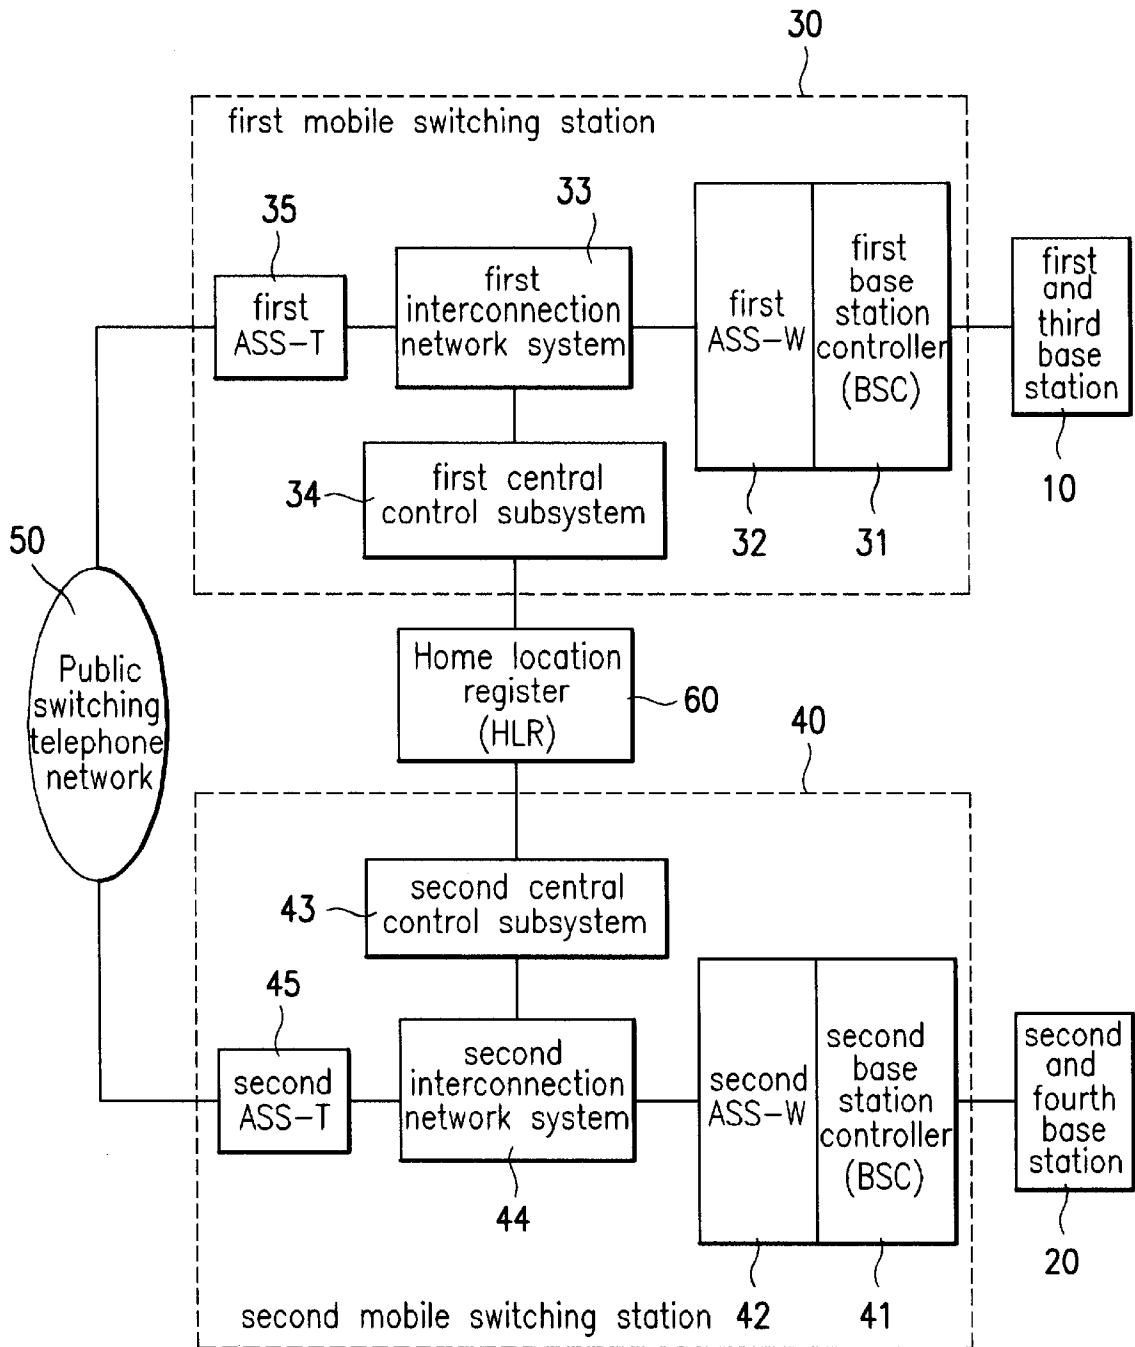 30
first mobile switching station
35
33
first
ASS-T
first
interconnection
network system
first
ASS-W
first
base
station
controller
(BSC)
first
and
third
base
station
34
first central
control subsystem
32
31
10
50
Public
switching
telephone
network
Home location
register
(HLR)
60
40
43
second central
control subsystem
45
second
ASS-T
second
interconnection
network system
second
ASS-W
second
base
station
controller
(BSC)
second
and
fourth
base
station
44
20
second mobile switching station
42
41